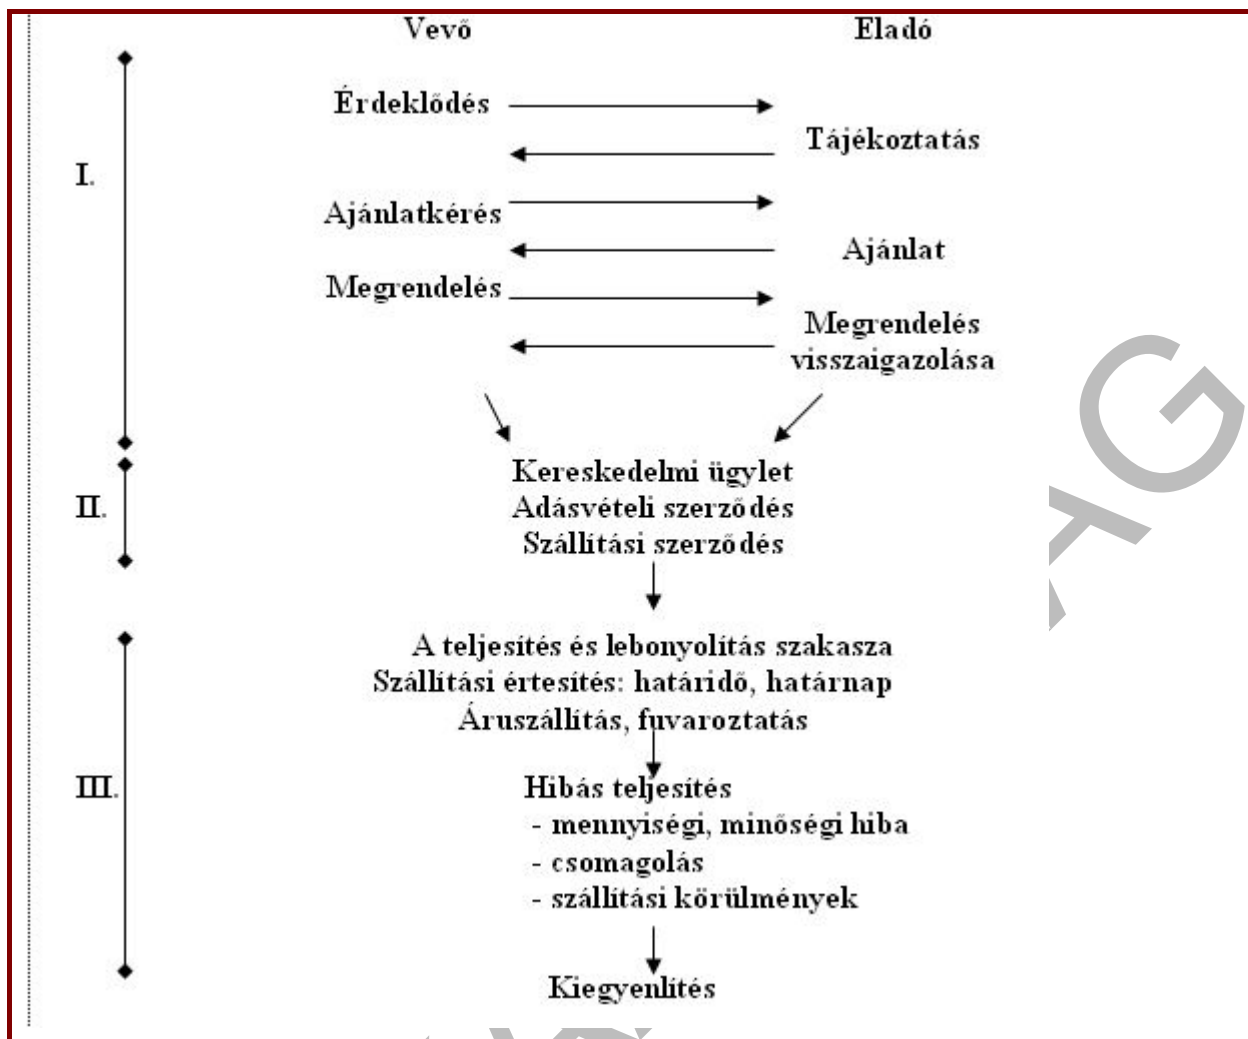 Vevő Eladó
Érdeklődés
Tájékoztatás
I.
Ajánlatkérés
Ajánlat
Megrendelés
Megrendelés
visszaigazolása
Kereskedelmi ügylet
II.
Adásvételi szerződés
Szállítási szerződés
A teljesítés és lebonyolítás szakasza
Szállítási értesítés: határidő, határnap
Áruszállítás, fuvaroztatás
III.
Hibás teljesítés
- mennyiségi, minőségi hiba
- csomagolás
- szállítási körülmények
Kiegyenlítés
AG